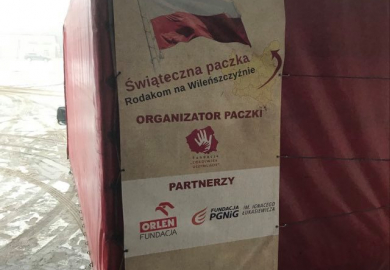 Świąteczna paczka
Rodakom na Wileńszczyźnie
ORGANIZATOR PACZKI
PARTNERZY
ORLEN
FUNDACJA
FUNDACJA
PGNiG
IM. IGNACEGO
ŁUKASIEWICZA